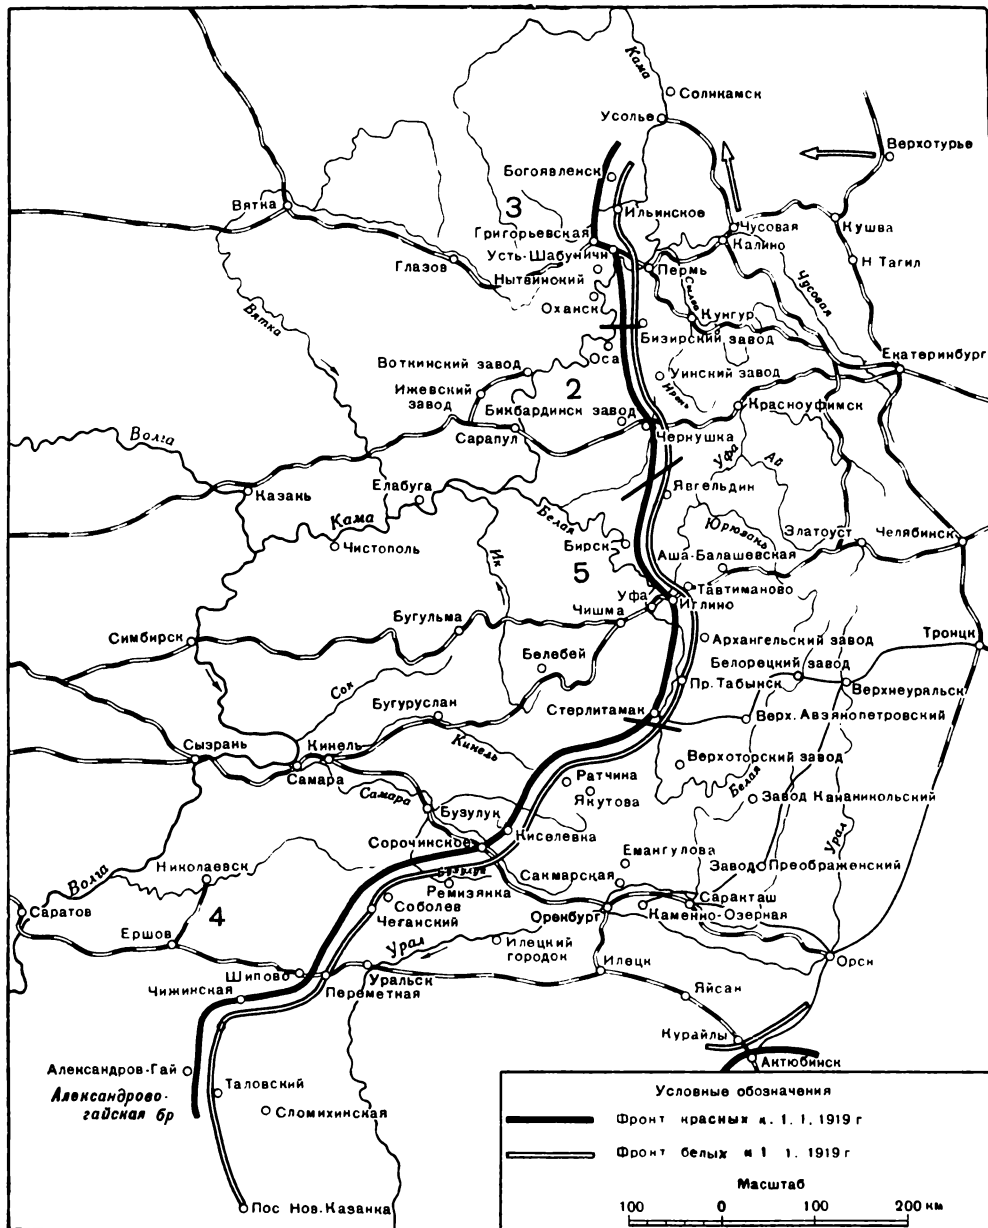 Кама
Соликамск
Усолье
Верхотурье
Богоявленск
Вятка
3
Ильинское
Чусовая
Кушва
Григорьевская
Калино
Усть-Шабуничи
Глазов
Пермь
Н Тагил
Нытвинский
Чусовая
Оханск
Кунгур
Вятка
Бизирский завод
Екатеринбург
Воткинский завод
оса
Уинский завод
2
Ирень
Ижевский
завод
Красноуфимск
Бикбардинск завод
Волга
Сарапул
Чернушка
Уфа
Ай
Казань
Елабуга
Явгельдин
Кама
Белая
Юрюзань
Златоуст
Челябинск
Чистополь
Бирск
Ик
Аша-Балашевская
5
Тавтиманово
Уфа
Иглино
Чишма
Симбирск
Бугульма
Архангельский завод
Троицк
Белебей
Белорецкий завод
Сок
Пр. Табынск
Верхнеуральск
Бугуруслан
Стерлитамак
Верх. Авзянопетровский
Сызрань
Кинель
Кинель
Верхоторский завод
Самара
Ратчина
Белая
Самара
Якутова
Завод Кананикольский
Бузулук
Киселевка
Урал
Сорочинское
Емангулова
Волга
Николаевск
Бузулук
Завод Преображенский
Ремизянка
Сакмарская
Саракташ
Саратов
4
Соболев
Чеганский
Оренбург
Каменно-Озерная
Ершов
Урал
Илецкий
городок
Орск
Шипово
Уральск
Илецк
Чижинская
Переметная
Яйсан
Курайлы
Александров-Гай
Актюбинск
Александрово-
гайская бр
Таловский
Сломихинская
Пос Нов. Казанка
Условные обозначения
Фронт красных к. 1. 1. 1919 г
Фронт белых к 1 1. 1919 г
Масштаб
100 0 100 200 км